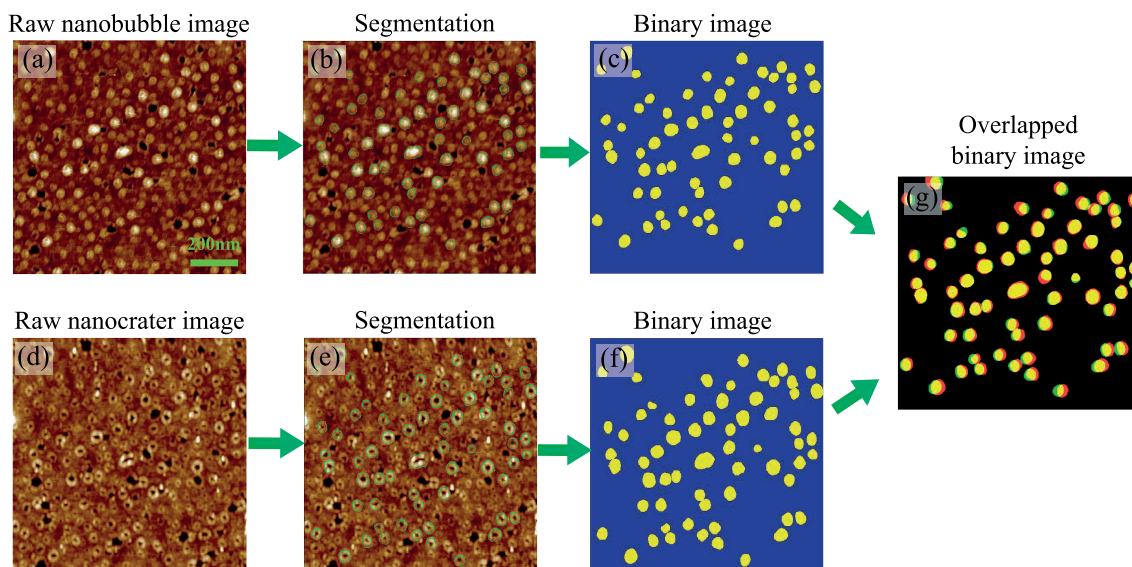 Raw nanobubble image
Segmentation
Binary image
(a)
(b)
(c)
200nm
Overlapped
binary image
(g)
Raw nanocrater image
Segmentation
Binary image
(d)
(e)
(f)